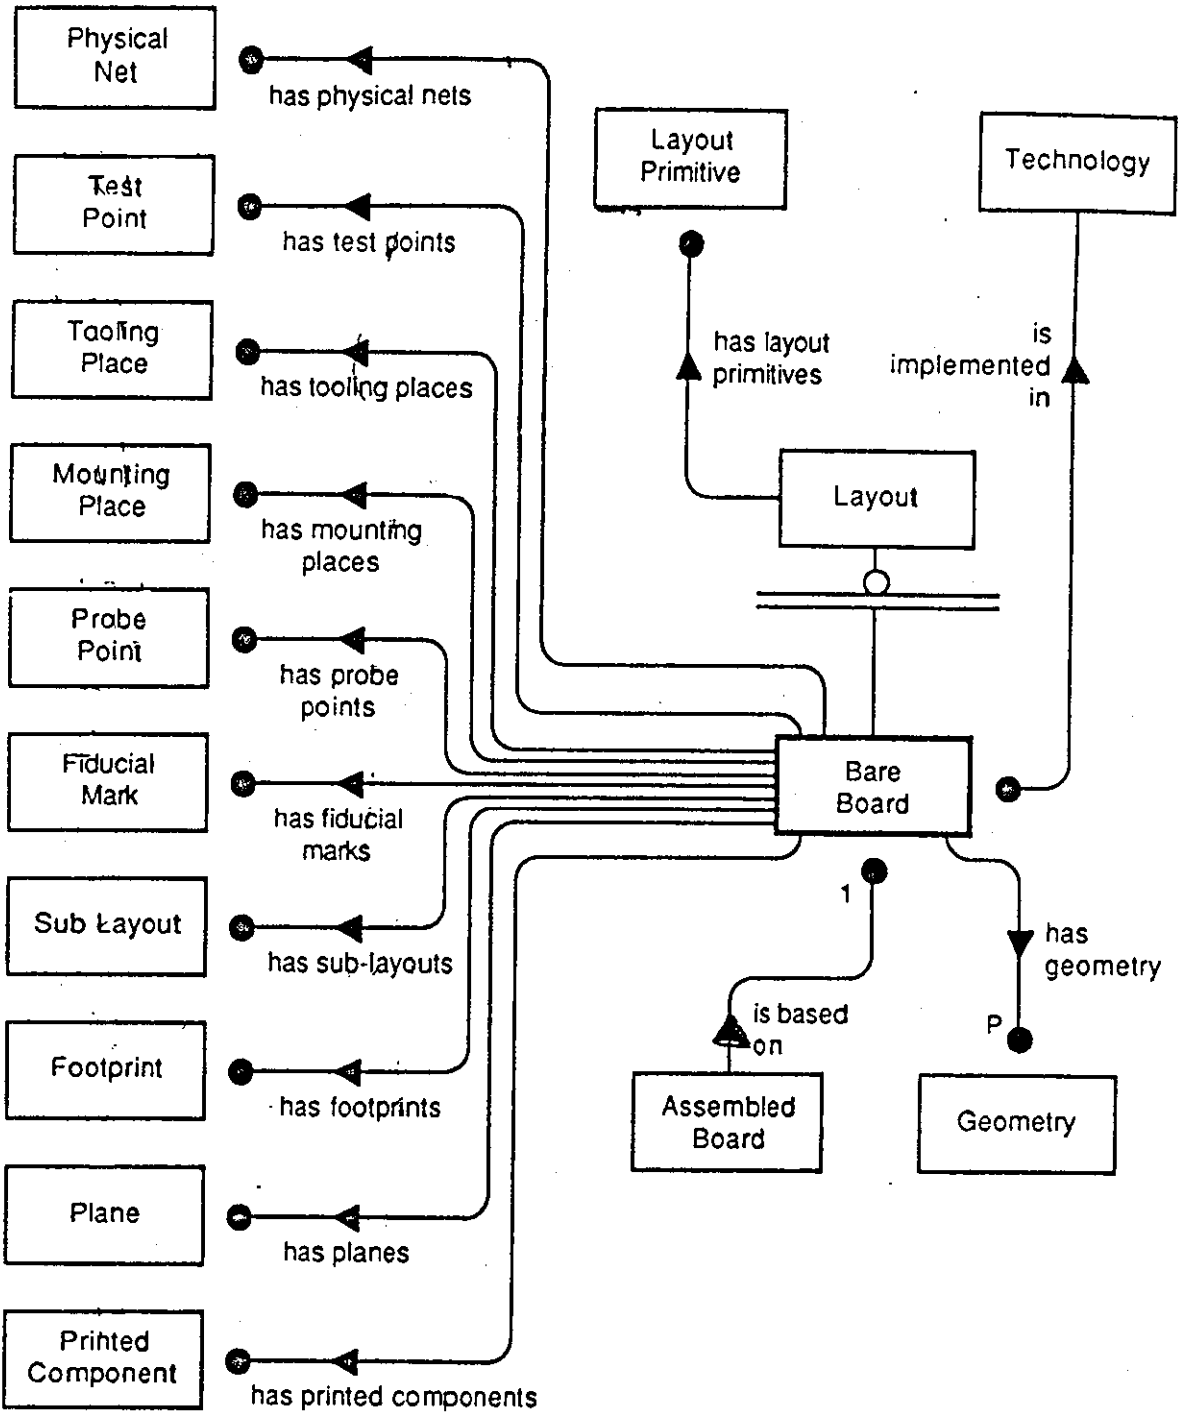 Physical
Net
has physical nets
Test
Point
has test points
Tooling
Place
has tooling places
Mounting
Place
has mounting
places
Probe
Point
has probe
points
Fiducial
Mark
has fiducial
marks
Sub Layout
has sub-layouts
Footprint
has footprints
Plane
has planes
Printed
Component
has printed components
Layout
Primitive
has layout
primitives
Layout
Technology
is
implemented
in
Bare
Board
1
is based
on
Assembled
Board
has
geometry
P
Geometry